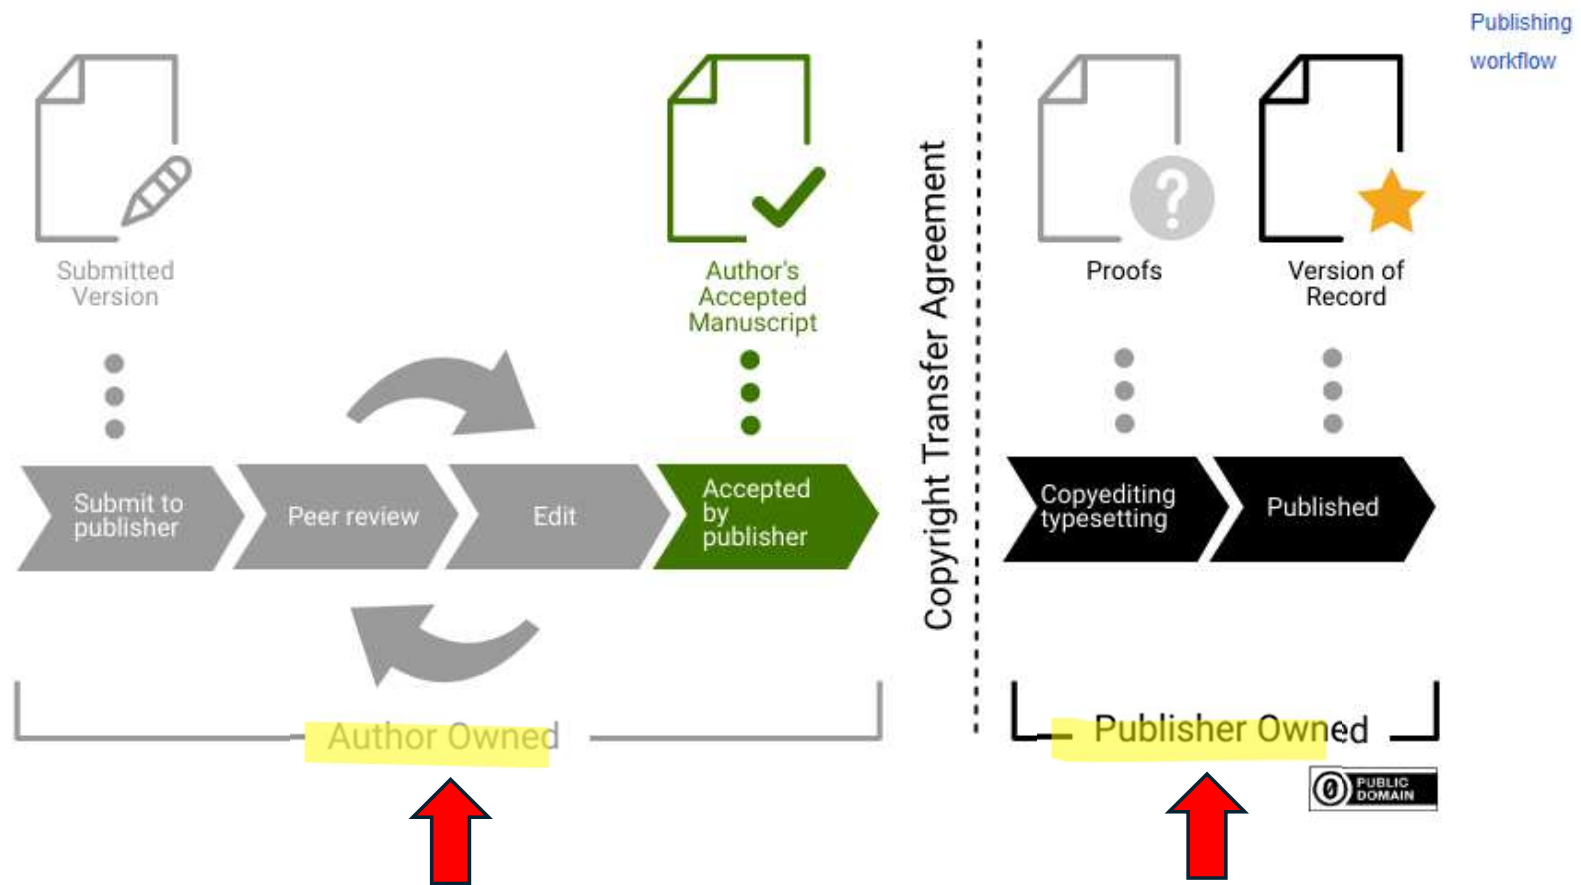 Publishing
workflow
Submitted
Version
Author's
Accepted
Manuscript
Copyright Transfer Agreement
Proofs
Version of
Record
Submit to
publisher
Peer review
Edit
Accepted
by
publisher
Copyediting
typesetting
Published
Author Owned
Publisher Owned
0
PUBLIC
DOMAIN